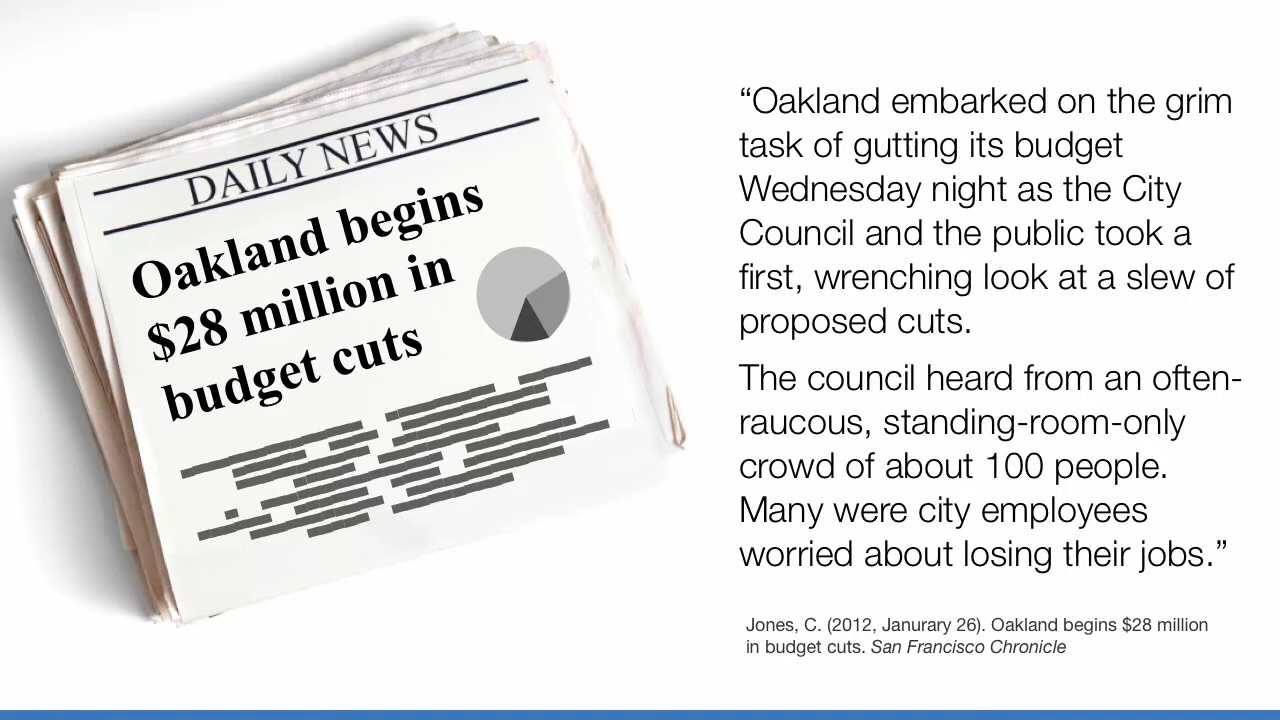 DAILY NEWS
Oakland begins
$28 million in
budget cuts
“Oakland embarked on the grim
task of gutting its budget
Wednesday night as the City
Council and the public took a
first, wrenching look at a slew of
proposed cuts.
The council heard from an often-
raucous, standing-room-only
crowd of about 100 people.
Many were city employees
worried about losing their jobs.”
Jones, C. (2012, Janurary 26). Oakland begins $28 million
in budget cuts. San Francisco Chronicle